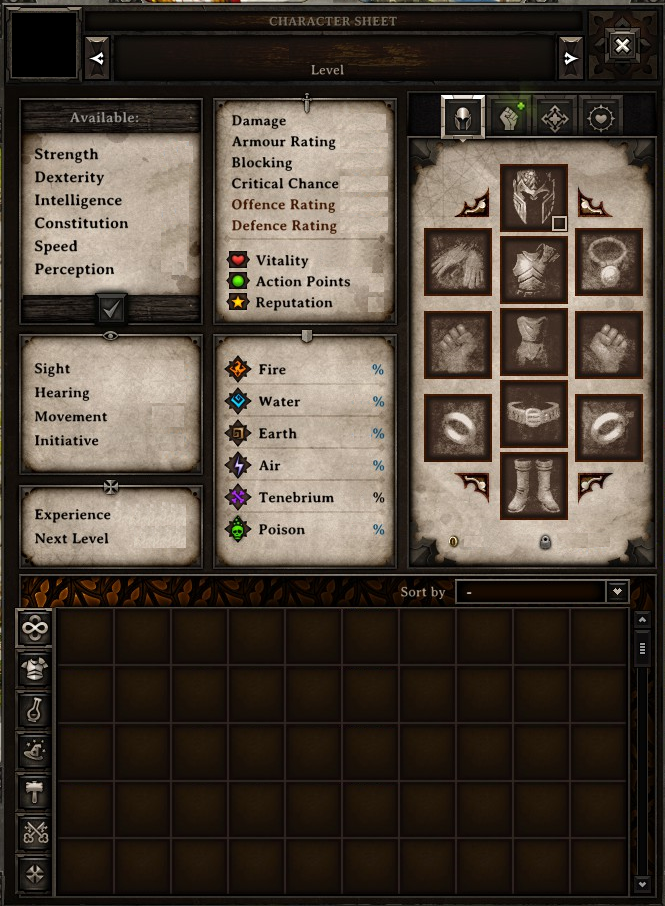 CHARACTER SHEET
Level
Available:
Strength
Dexterity
Intelligence
Constitution
Speed
Perception
Damage
Armour Rating
Blocking
Critical Chance
Offence Rating
Defence Rating
Vitality
Action Points
Reputation
Sight
Hearing
Movement
Initiative
Experience
Next Level
Fire %
Water %
Earth %
Air %
Tenebrium %
Poison %
Sort by -